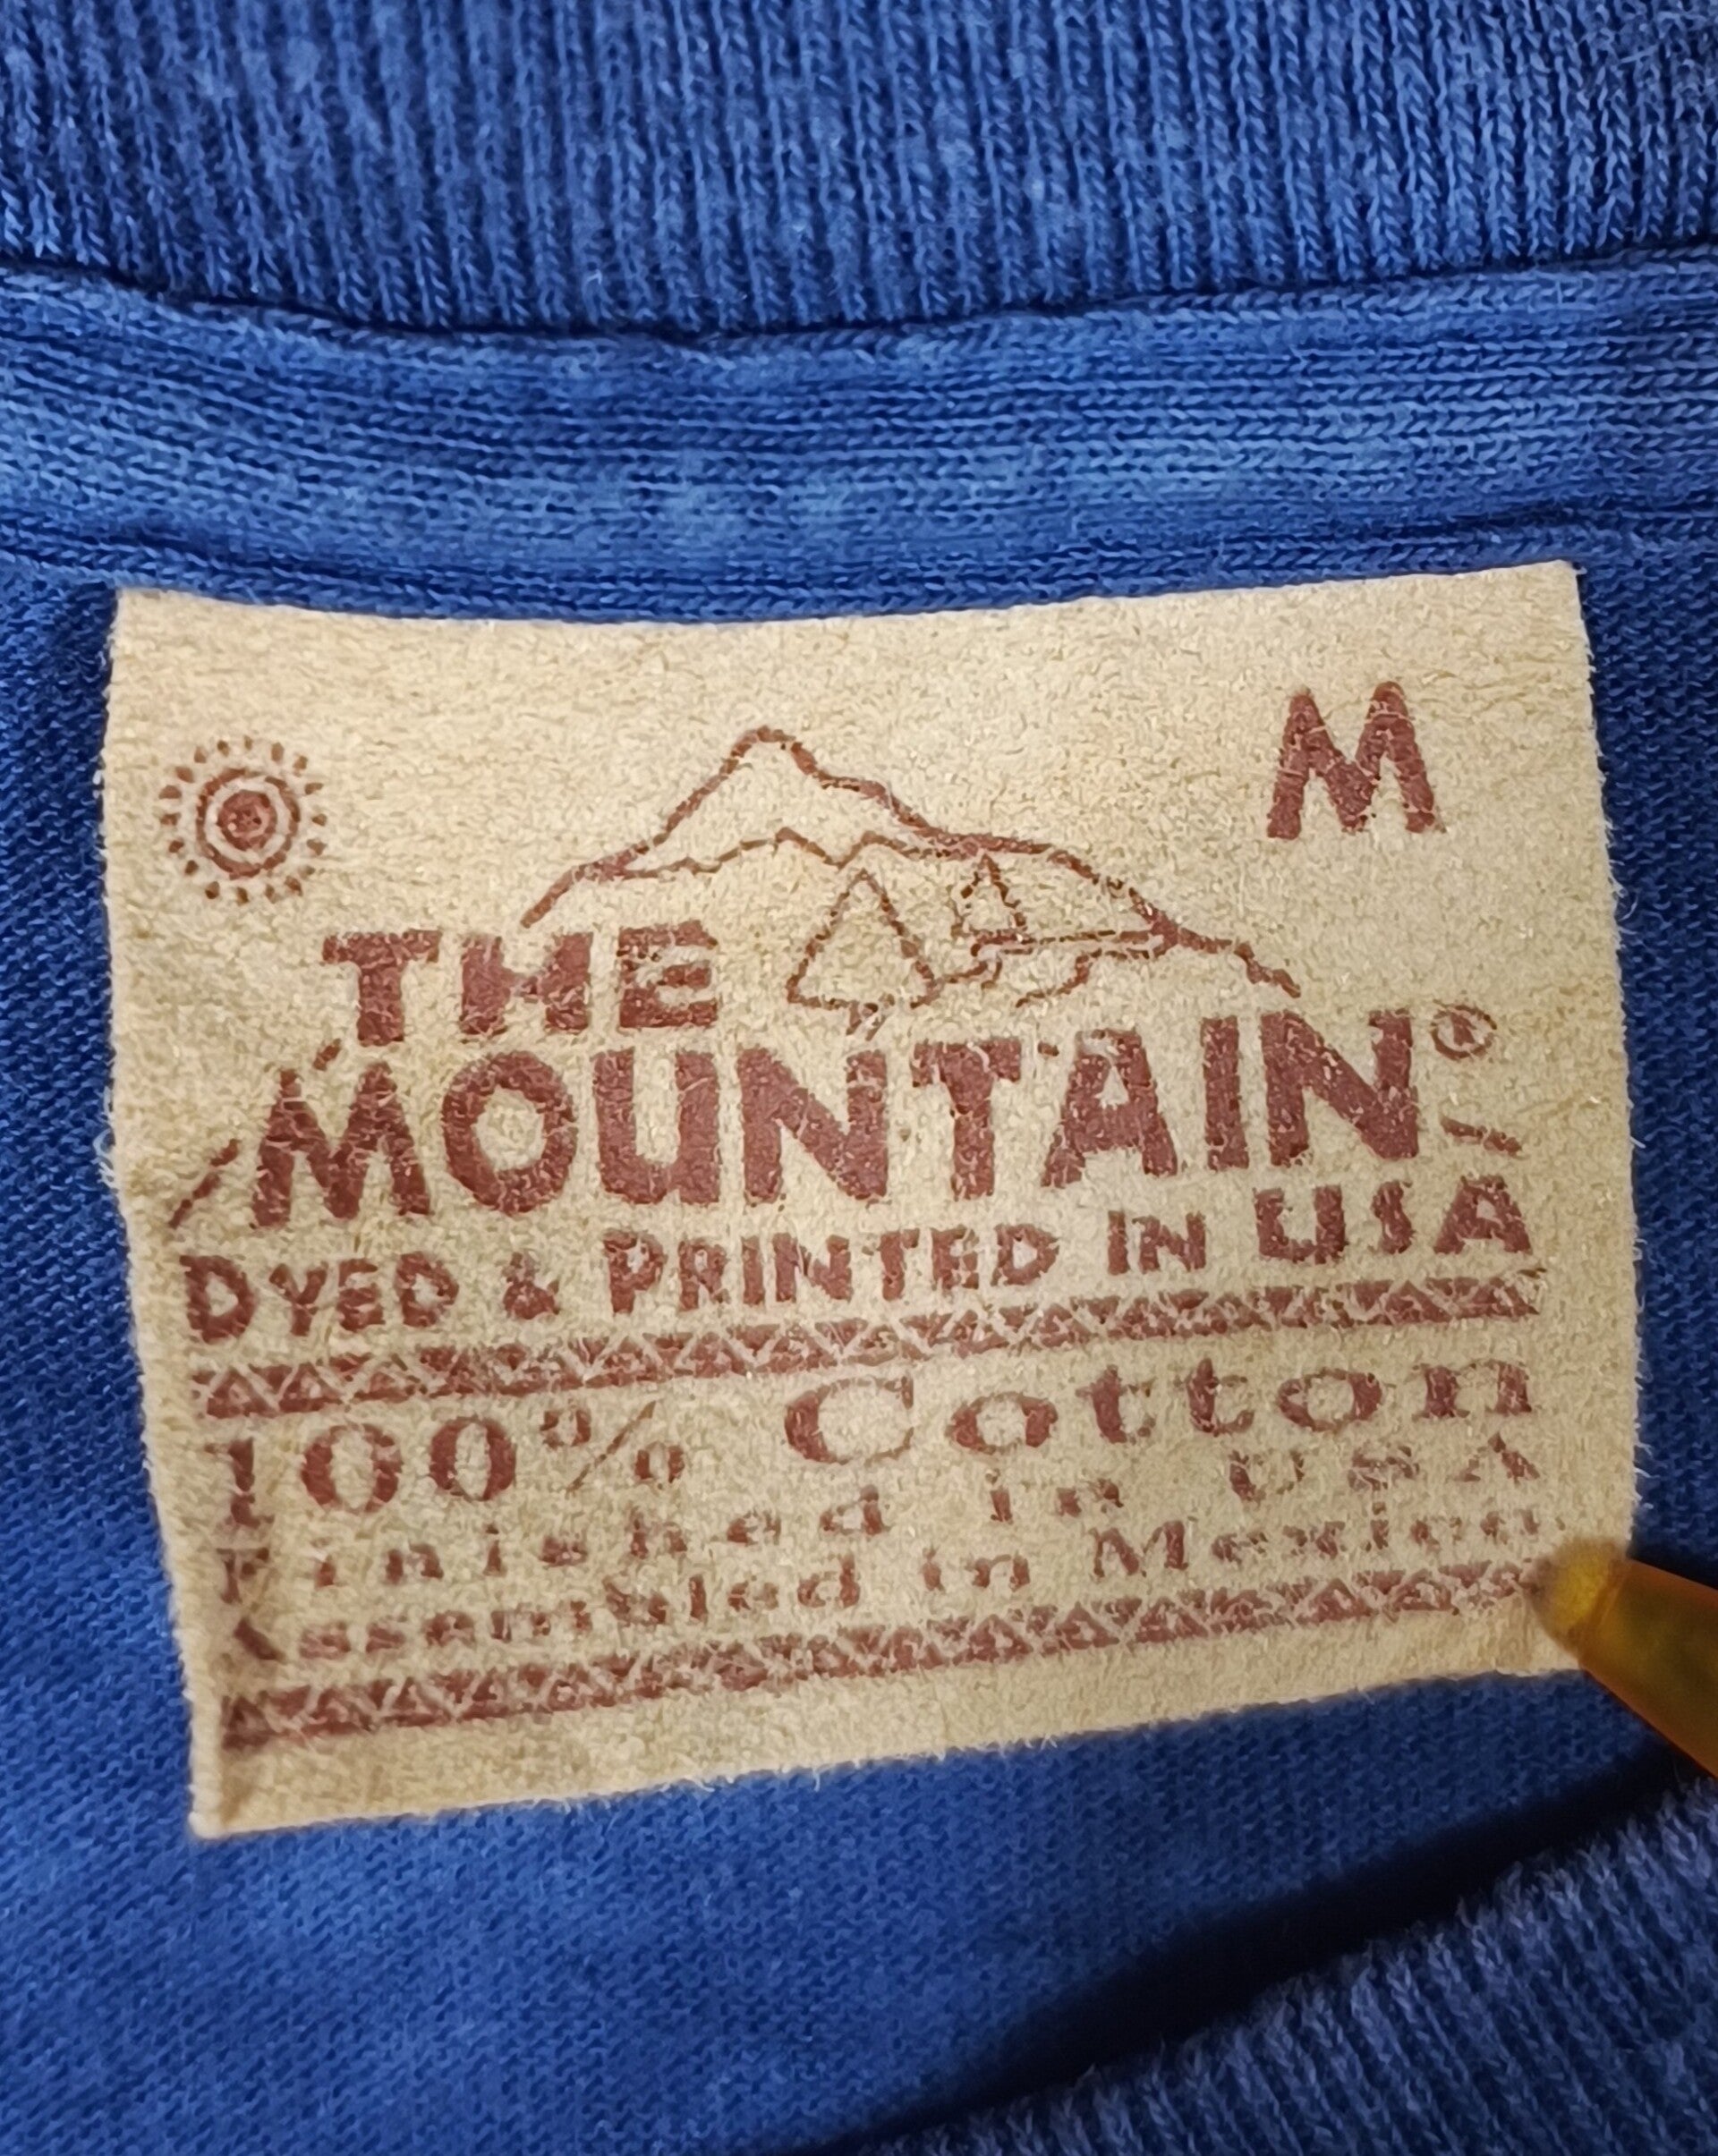 M
THE
MOUNTAIN®
DYED & PRINTED IN USA
100% Cotton
Finished in USA
Assembled in Mexico